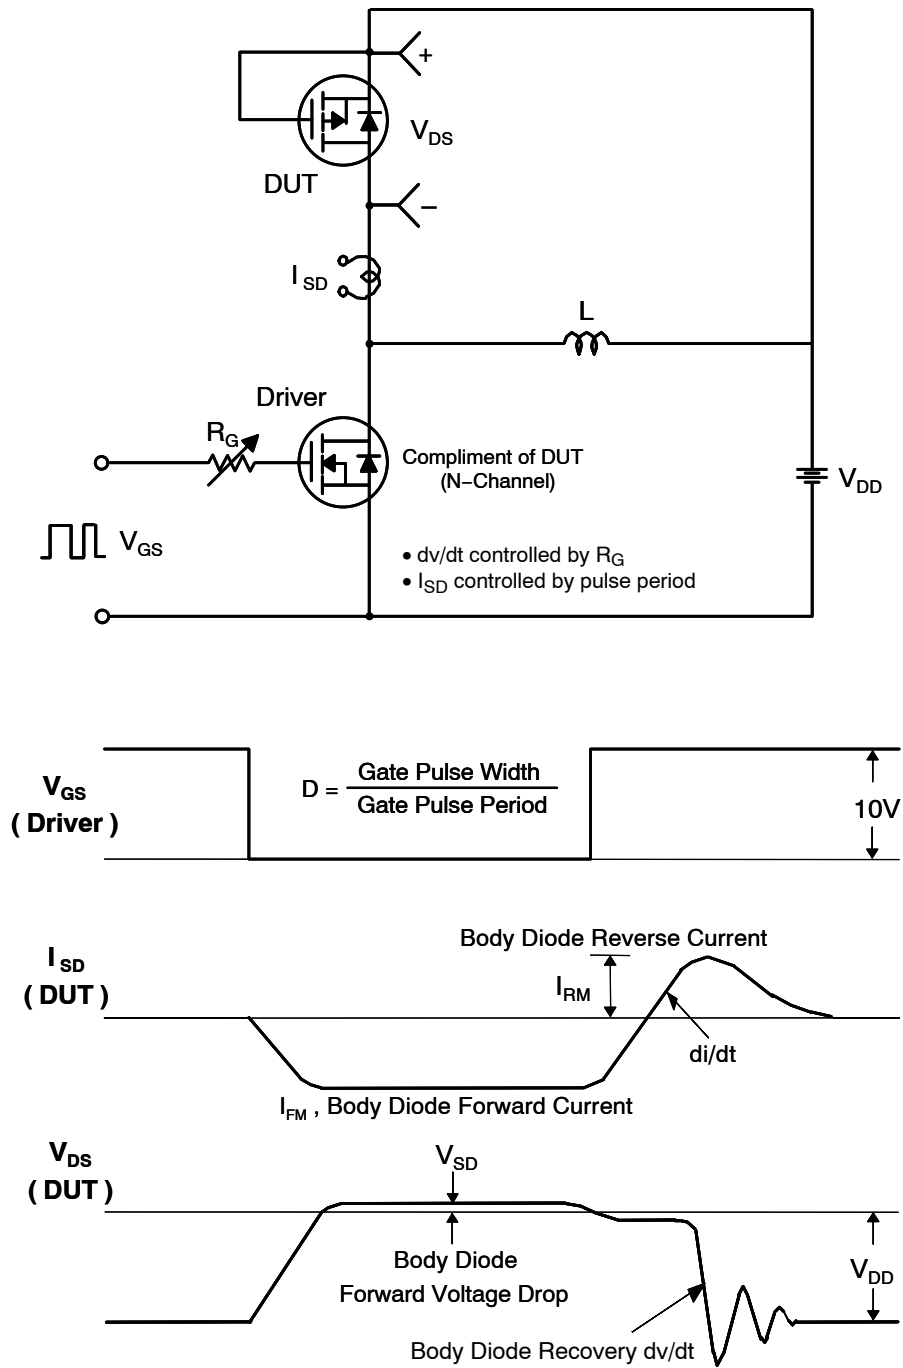 +
V_DS
DUT
−
I_SD
L
Driver
R_G
Compliment of DUT
(N−Channel)
V_DD
V_GS
• dv/dt controlled by R_G
• I_SD controlled by pulse period
V_GS
( Driver )
D = Gate Pulse Width
Gate Pulse Period
10V
I_SD
( DUT )
Body Diode Reverse Current
I_RM
di/dt
I_FM , Body Diode Forward Current
V_DS
( DUT )
V_SD
Body Diode
Forward Voltage Drop
V_DD
Body Diode Recovery dv/dt